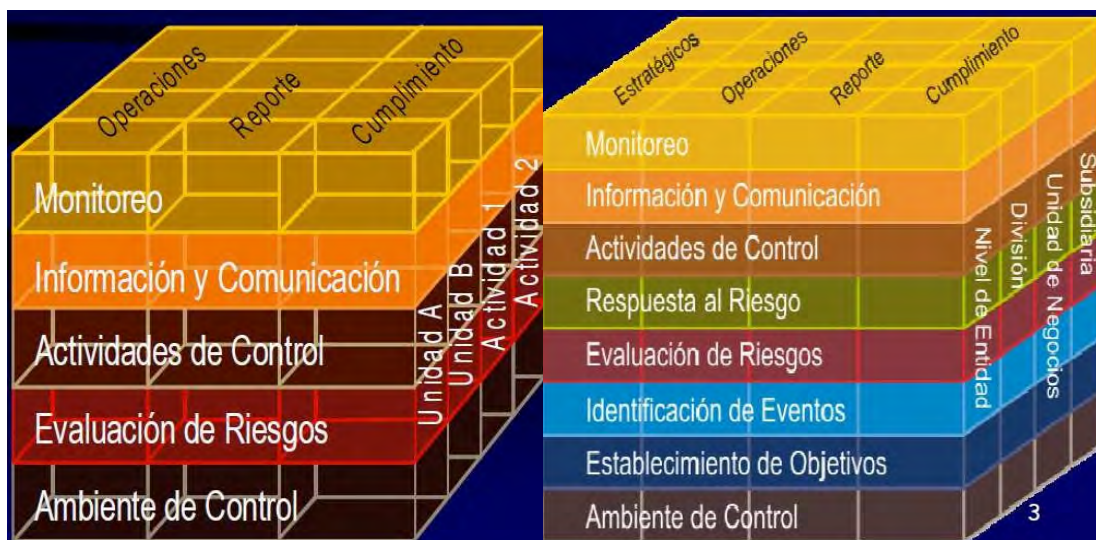 Operaciones
Reporte
Cumplimiento
Monitoreo
Información y Comunicación
Actividades de Control
Evaluación de Riesgos
Ambiente de Control
Unidad A
Unidad B
Actividad 1
Actividad 2
Estratégicos
Operaciones
Reporte
Cumplimiento
Monitoreo
Información y Comunicación
Actividades de Control
Respuesta al Riesgo
Evaluación de Riesgos
Identificación de Eventos
Establecimiento de Objetivos
Ambiente de Control
Nivel de Entidad
División
Unidad de Negocios
Subsidiaria
3